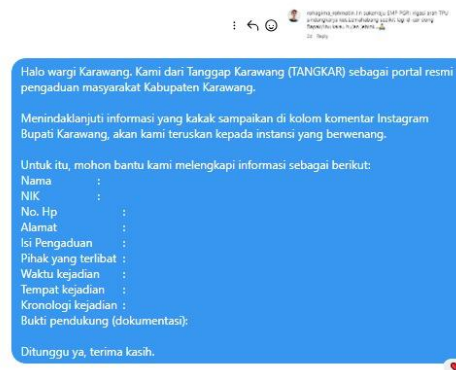 Halo wargi Karawang. Kami dari Tanggap Karawang (TANGKAR) sebagai portal resmi
pengaduan masyarakat Kabupaten Karawang.
Menindaklanjuti informasi yang kakak sampaikan di kolom komentar Instagram
Bupati Karawang, akan kami teruskan kepada instansi yang berwenang.
Untuk itu, mohon bantu kami melengkapi informasi sebagai berikut:
Nama :
NIK :
No. Hp :
Alamat :
Isi Pengaduan :
Pihak yang terlibat :
Waktu kejadian :
Tempat kejadian :
Kronologi kejadian :
Bukti pendukung (dokumentasi):
Ditunggu ya, terima kasih.